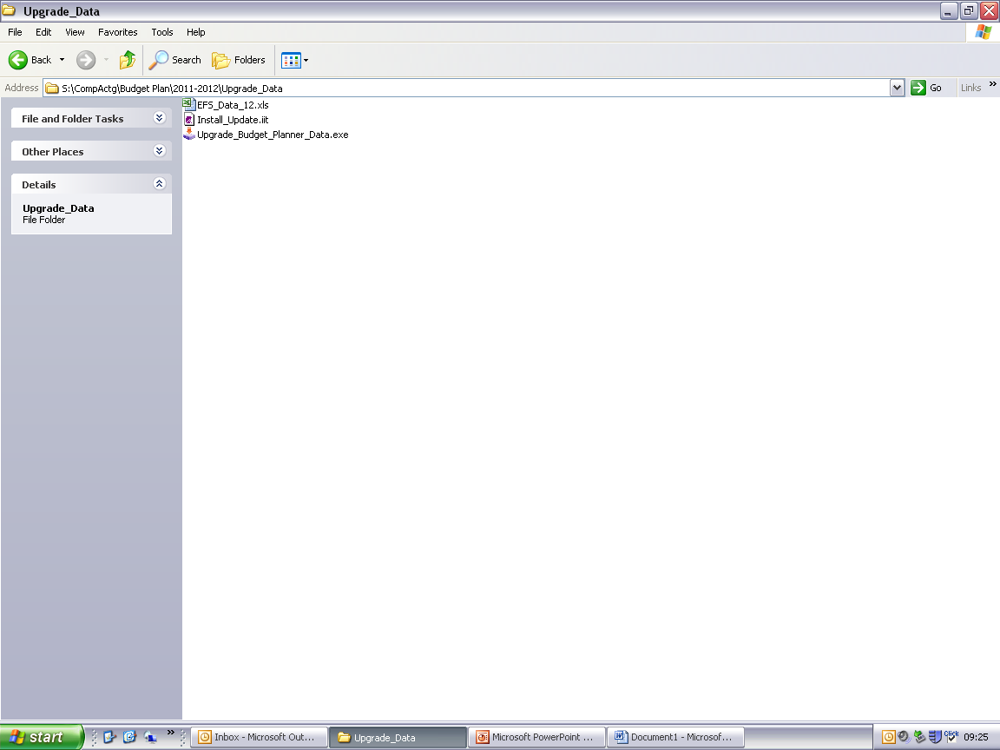 Upgrade_Data
File Edit View Favorites Tools Help
Back Search Folders
Address S:\CompActg\Budget Plan\2011-2012\Upgrade_Data Go Links »
File and Folder Tasks
Other Places
Details
Upgrade_Data
File Folder
EFS_Data_12.xls
Install_Update.iit
Upgrade_Budget_Planner_Data.exe
start » Inbox - Microsoft Out... Upgrade_Data Microsoft PowerPoint ... Document1 - Microsof... Click 09:25